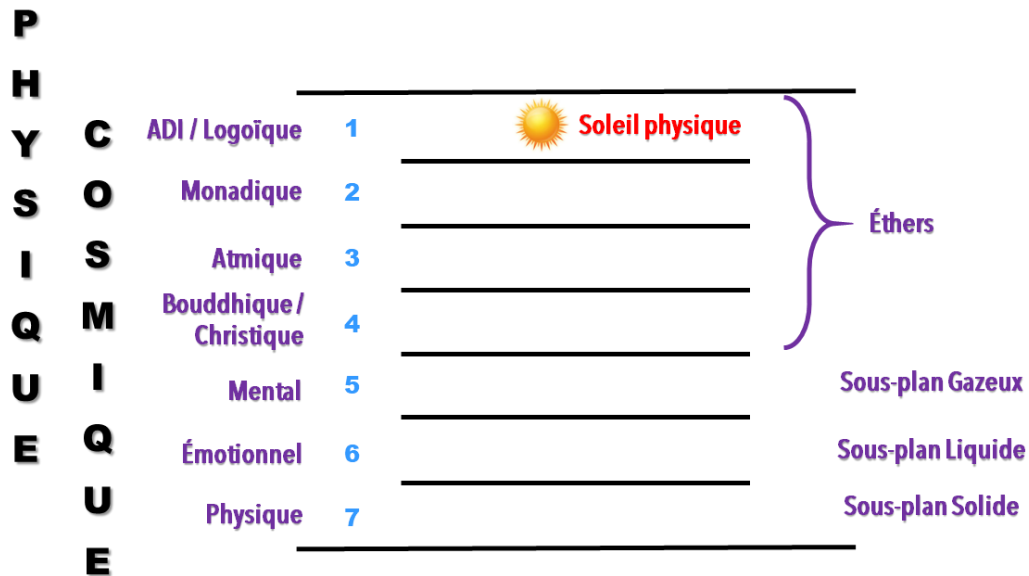 PHYSIQUE
COSMIQUE
ADI / Logoïque 1 Soleil physique
Monadique 2
Atmique 3
Éthers
Bouddhique /
Christique 4
Mental 5 Sous-plan Gazeux
Émotionnel 6 Sous-plan Liquide
Physique 7 Sous-plan Solide